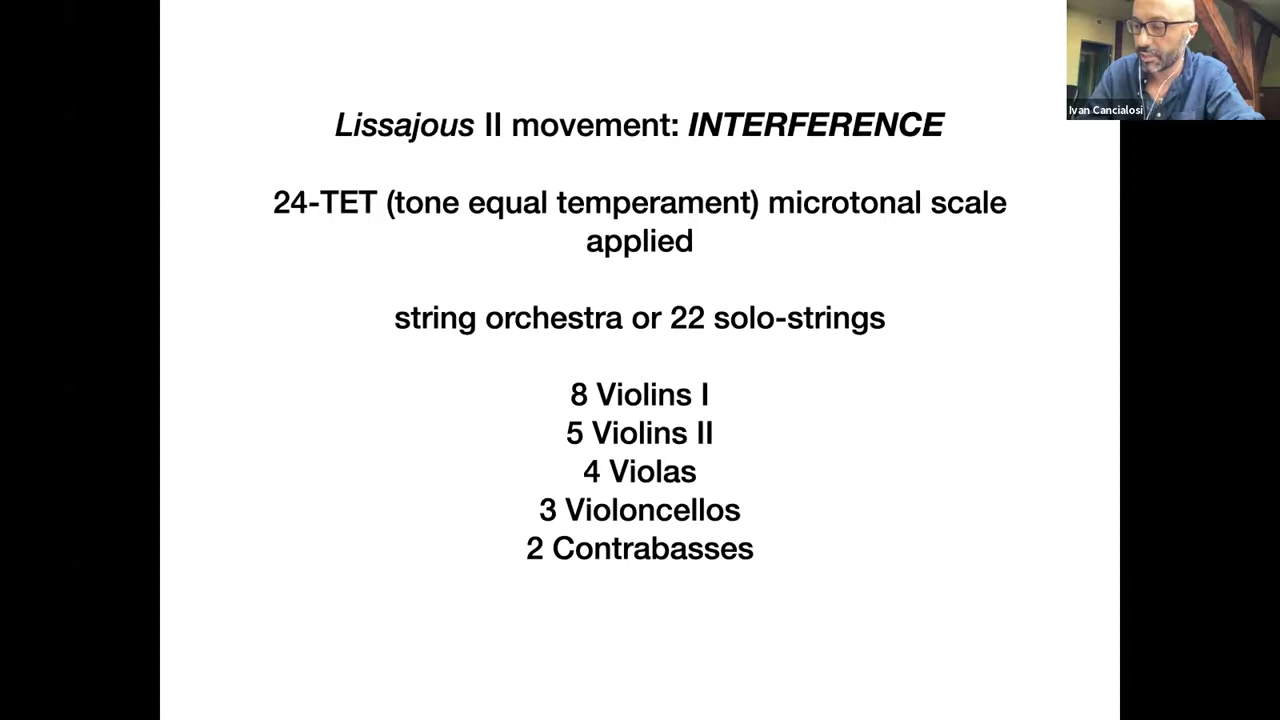 Lissajous II movement: INTERFERENCE
24-TET (tone equal temperament) microtonal scale
applied
string orchestra or 22 solo-strings
8 Violins I
5 Violins II
4 Violas
3 Violoncellos
2 Contrabasses
Ivan Cancialosi